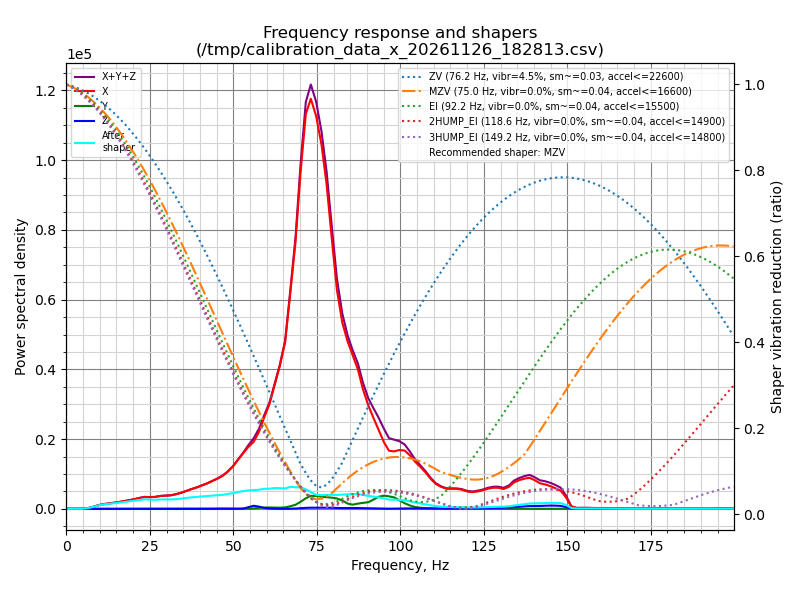 Frequency response and shapers
(/tmp/calibration_data_x_20261126_182813.csv)
1e5
X+Y+Z
X
Y
Z
After
shaper
ZV (76.2 Hz, vibr=4.5%, sm~=0.03, accel<=22600)
MZV (75.0 Hz, vibr=0.0%, sm~=0.04, accel<=16600)
EI (92.2 Hz, vibr=0.0%, sm~=0.04, accel<=15500)
2HUMP_EI (118.6 Hz, vibr=0.0%, sm~=0.04, accel<=14900)
3HUMP_EI (149.2 Hz, vibr=0.0%, sm~=0.04, accel<=14800)
Recommended shaper: MZV
Power spectral density
1.2
1.0
0.8
0.6
0.4
0.2
0.0
1.0
0.8
0.6
0.4
0.2
0.0
Shaper vibration reduction (ratio)
0 25 50 75 100 125 150 175
Frequency, Hz